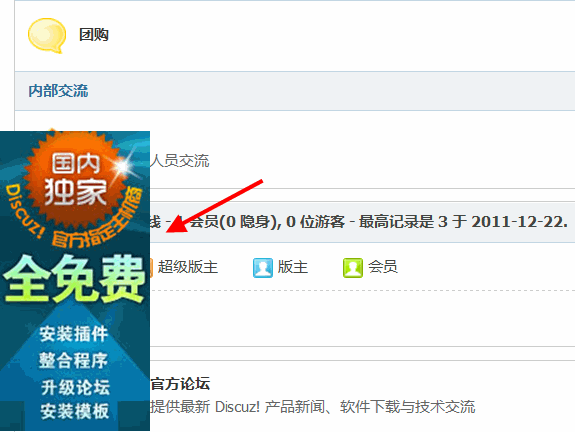 团购
内部交流
人员交流
国内
独家
Discuz! 官方指定主机商
全免费
安装插件
整合程序
升级论坛
安装模板
线 - 1 会员(0 隐身), 0 位游客 - 最高记录是 3 于 2011-12-22.
超级版主 版主 会员
官方论坛
提供最新 Discuz! 产品新闻、软件下载与技术交流